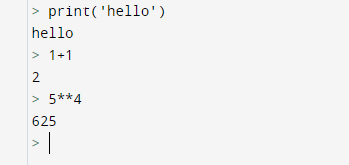 > print('hello')
hello
> 1+1
2
> 5**4
625
>